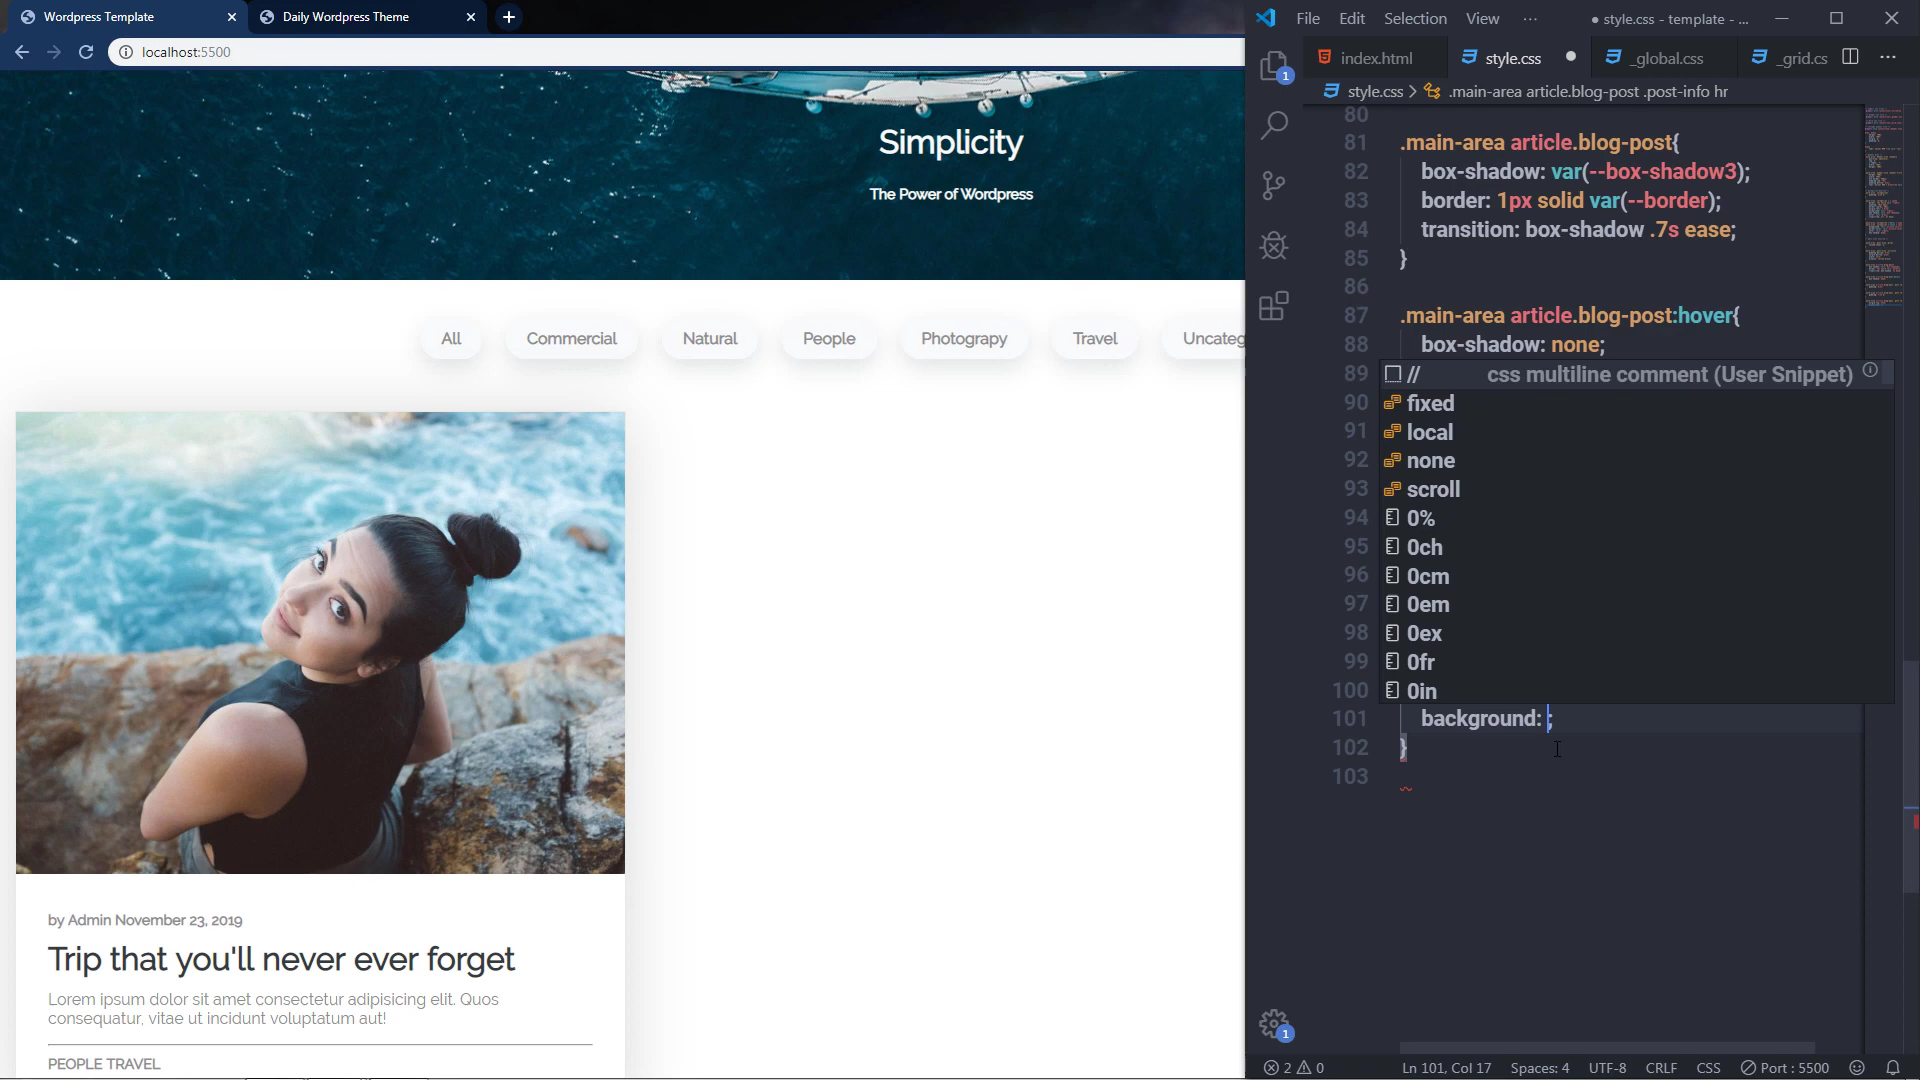 Wordpress Template
Daily Wordpress Theme
localhost:5500
Simplicity
The Power of Wordpress
All
Commercial
Natural
People
Photograpy
Travel
Uncateg
by Admin November 23, 2019
Trip that you'll never ever forget
Lorem ipsum dolor sit amet consectetur adipisicing elit. Quos
consequatur, vitae ut incidunt voluptatum aut!
PEOPLE TRAVEL
File Edit Selection View ··· ● style.css - template - ...
1
index.html
style.css
_global.css
_grid.cs
style.css > .main-area article.blog-post .post-info hr
80
81 .main-area article.blog-post{
82 box-shadow: var(--box-shadow3);
83 border: 1px solid var(--border);
84 transition: box-shadow .7s ease;
85 }
86
87 .main-area article.blog-post:hover{
88 box-shadow: none;
89 // css multiline comment (User Snippet)
90 fixed
91 local
92 none
93 scroll
94 0%
95 0ch
96 0cm
97 0em
98 0ex
99 0fr
100 0in
101 background: ;
102 }
103
1
2 0 Ln 101, Col 17 Spaces: 4 UTF-8 CRLF CSS Port : 5500